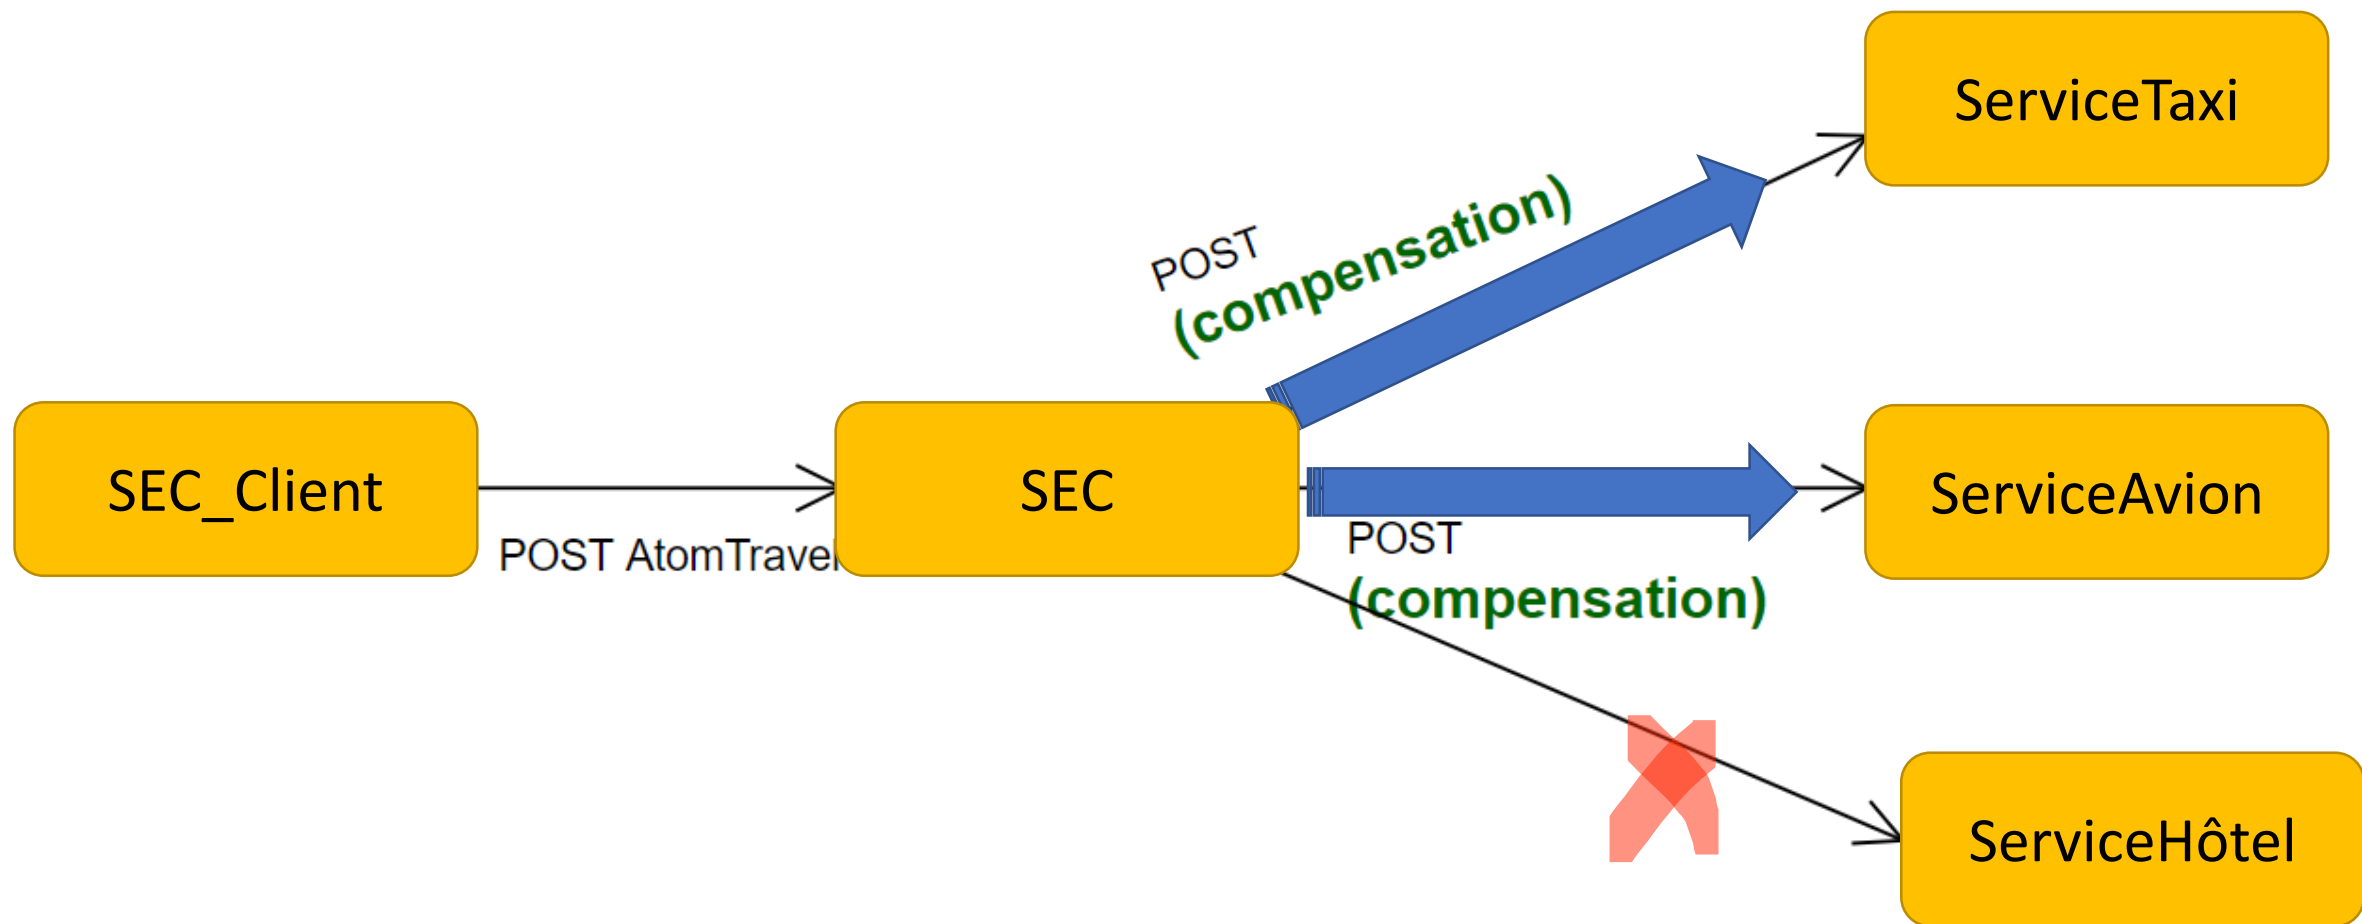 ServiceTaxi
POST
(compensation)
SEC_Client
SEC
ServiceAvion
POST AtomTravel
POST
(compensation)
ServiceHôtel